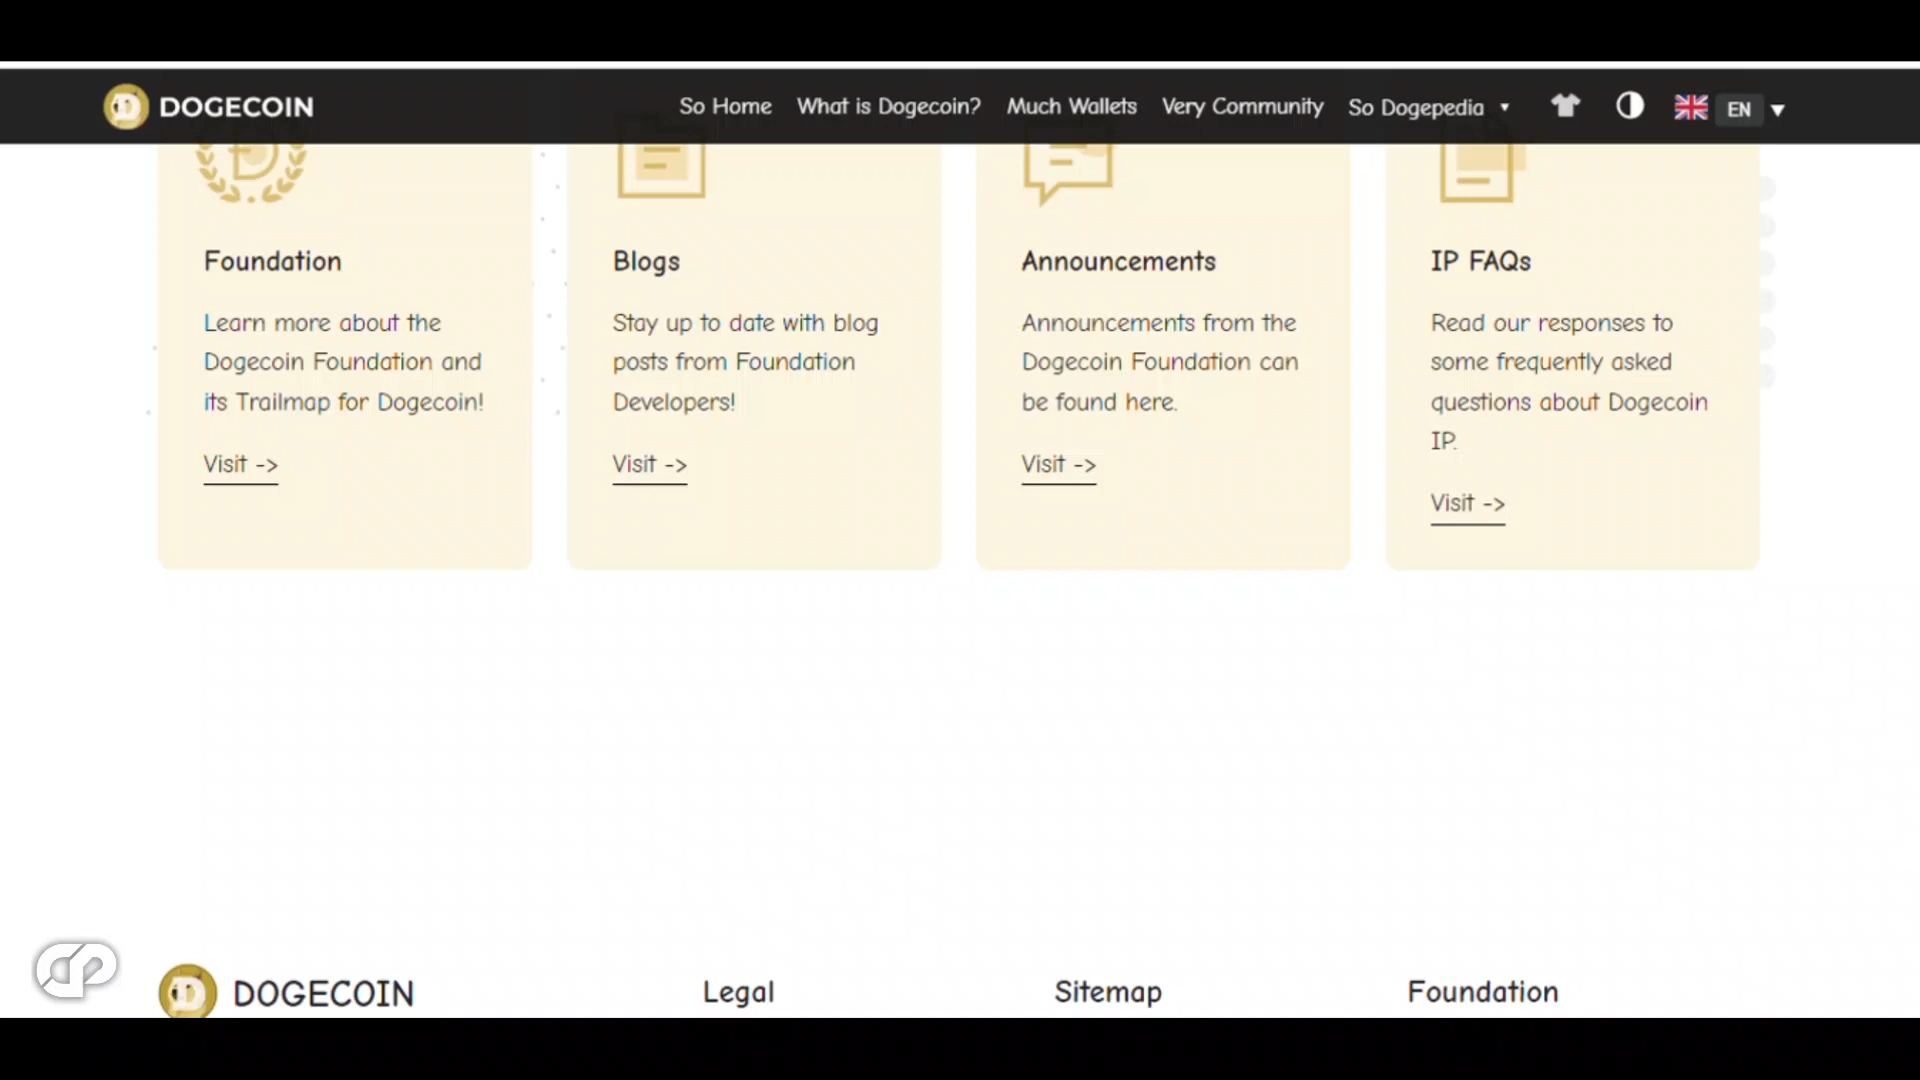 DOGECOIN So Home What is Dogecoin? Much Wallets Very Community So Dogepedia EN
Foundation
Learn more about the
Dogecoin Foundation and
its Trailmap for Dogecoin!
Visit ->
Blogs
Stay up to date with blog
posts from Foundation
Developers!
Visit ->
Announcements
Announcements from the
Dogecoin Foundation can
be found here.
Visit ->
IP FAQs
Read our responses to
some frequently asked
questions about Dogecoin
IP.
Visit ->
DOGECOIN Legal Sitemap Foundation